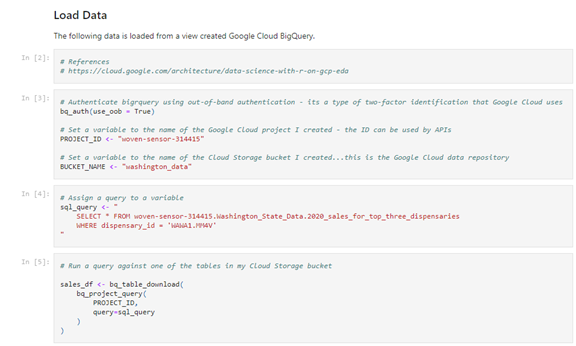 Load Data
The following data is loaded from a view created Google Cloud BigQuery.
In [2]:
# References
# https://cloud.google.com/architecture/data-science-with-r-on-gcp-eda
In [3]:
# Authenticate bigrquery using out-of-band authentication - its a type of two-factor identification that Google Cloud uses
bq_auth(use_oob = True)
# Set a variable to the name of the Google Cloud project I created - the ID can be used by APIs
PROJECT_ID <- "woven-sensor-314415"
# Set a variable to the name of the Cloud Storage bucket I created...this is the Google Cloud data repository
BUCKET_NAME <- "washington_data"
In [4]:
# Assign a query to a variable
sql_query <- "
SELECT * FROM woven-sensor-314415.Washington_State_Data.2020_sales_for_top_three_dispensaries
WHERE dispensary_id = 'WAWA1.MM4V'
"
In [5]:
# Run a query against one of the tables in my Cloud Storage bucket
sales_df <- bq_table_download(
bq_project_query(
PROJECT_ID,
query=sql_query
)
)